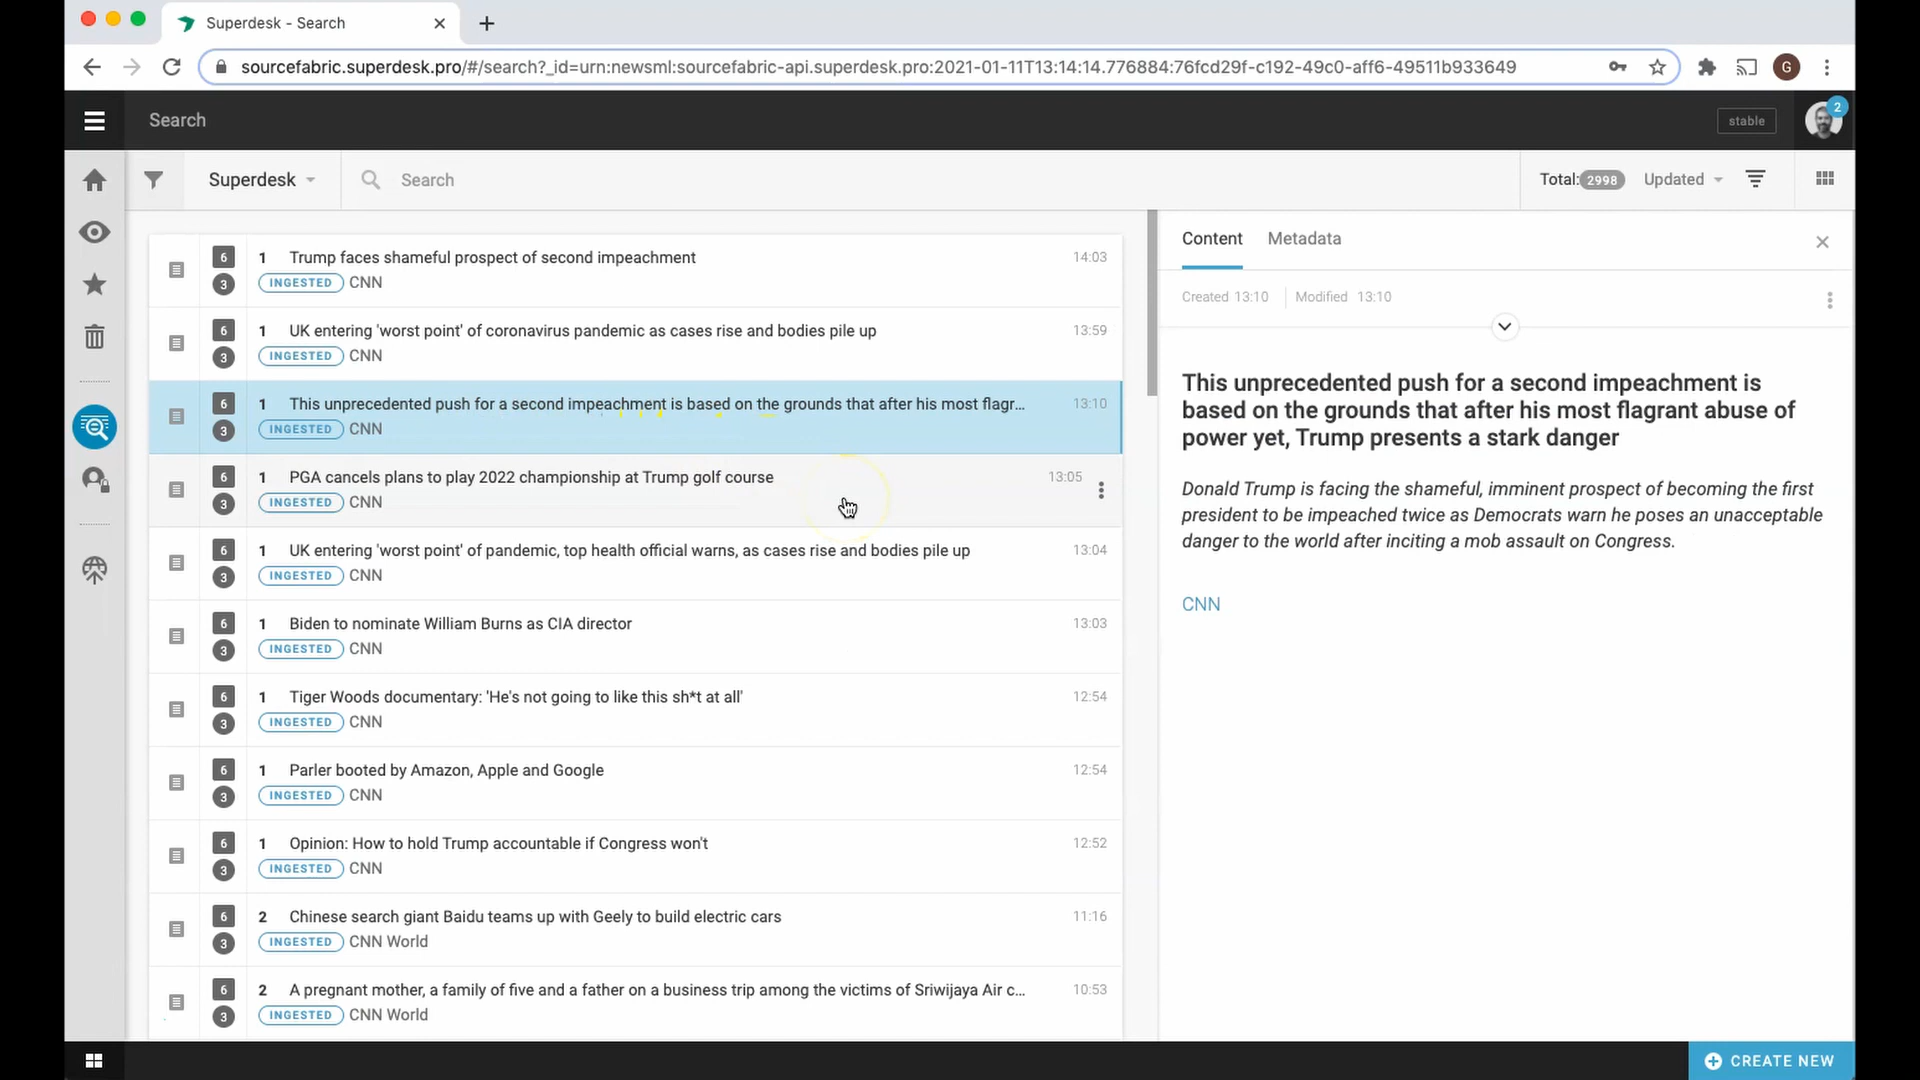 Superdesk - Search
sourcefabric.superdesk.pro/#/search?_id=urn:newsml:sourcefabric-api.superdesk.pro:2021-01-11T13:14:14.776884:76fcd29f-c192-49c0-aff6-49511b933649
G
Search
stable
2
Superdesk
Search
Total: 2998
Updated
6 1 Trump faces shameful prospect of second impeachment 14:03
3 INGESTED CNN
6 1 UK entering 'worst point' of coronavirus pandemic as cases rise and bodies pile up 13:59
3 INGESTED CNN
6 1 This unprecedented push for a second impeachment is based on the grounds that after his most flagr... 13:10
3 INGESTED CNN
6 1 PGA cancels plans to play 2022 championship at Trump golf course 13:05
3 INGESTED CNN
6 1 UK entering 'worst point' of pandemic, top health official warns, as cases rise and bodies pile up 13:04
3 INGESTED CNN
6 1 Biden to nominate William Burns as CIA director 13:03
3 INGESTED CNN
6 1 Tiger Woods documentary: 'He's not going to like this sh*t at all' 12:54
3 INGESTED CNN
6 1 Parler booted by Amazon, Apple and Google 12:54
3 INGESTED CNN
6 1 Opinion: How to hold Trump accountable if Congress won't 12:52
3 INGESTED CNN
6 2 Chinese search giant Baidu teams up with Geely to build electric cars 11:16
3 INGESTED CNN World
6 2 A pregnant mother, a family of five and a father on a business trip among the victims of Sriwijaya Air c... 10:53
3 INGESTED CNN World
Content Metadata
Created 13:10 Modified 13:10
This unprecedented push for a second impeachment is
based on the grounds that after his most flagrant abuse of
power yet, Trump presents a stark danger
Donald Trump is facing the shameful, imminent prospect of becoming the first
president to be impeached twice as Democrats warn he poses an unacceptable
danger to the world after inciting a mob assault on Congress.
CNN
CREATE NEW